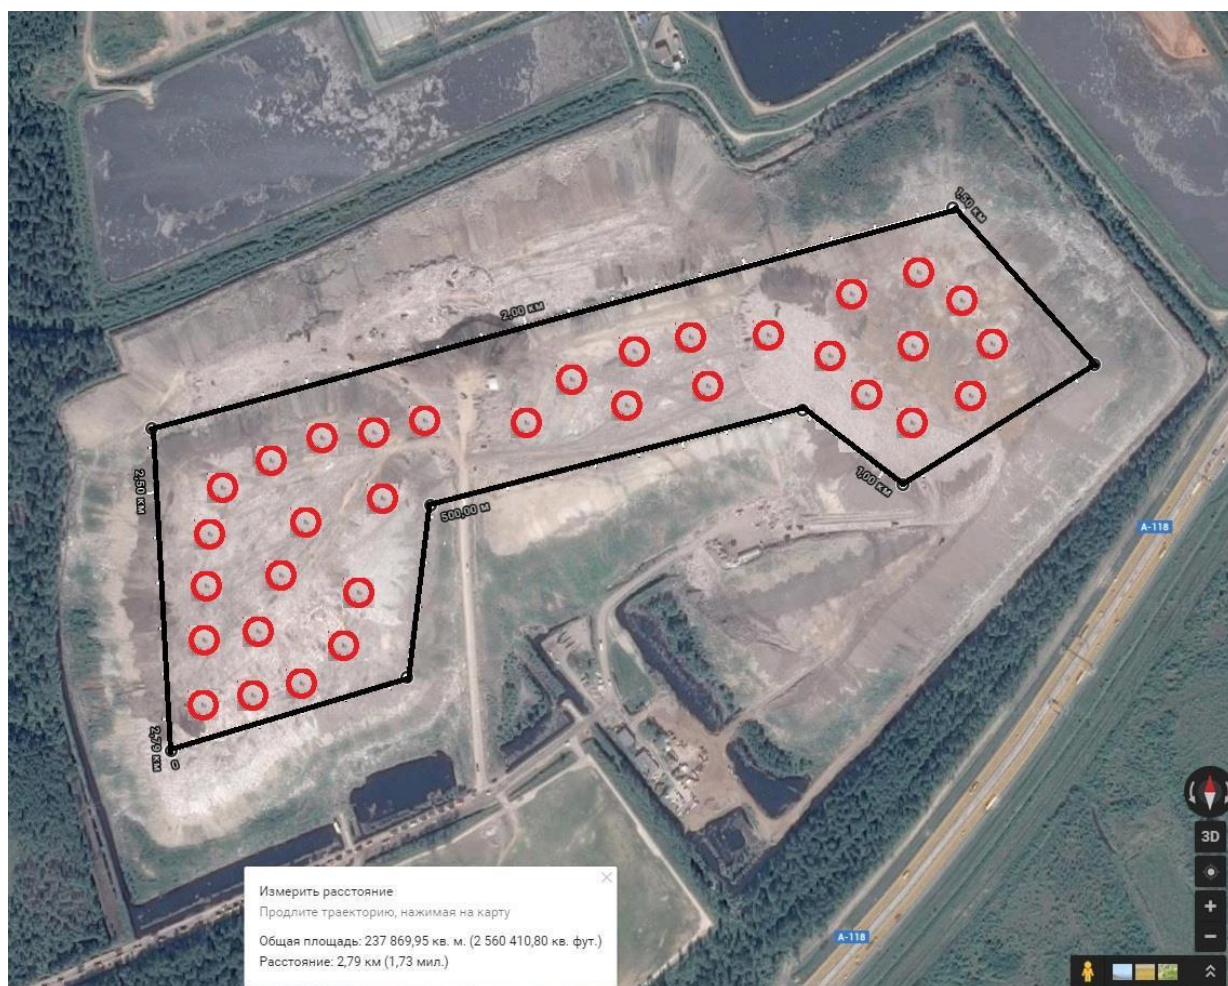 1,50 км
2,00 км
2,50 км
500,00 м
1,00 км
А-118
2,79 км
0
3D
Измерить расстояние
Продлите траекторию, нажимая на карту
Общая площадь: 237 869,95 кв. м. (2 560 410,80 кв. фут.)
Расстояние: 2,79 км (1,73 мил.)
А-118